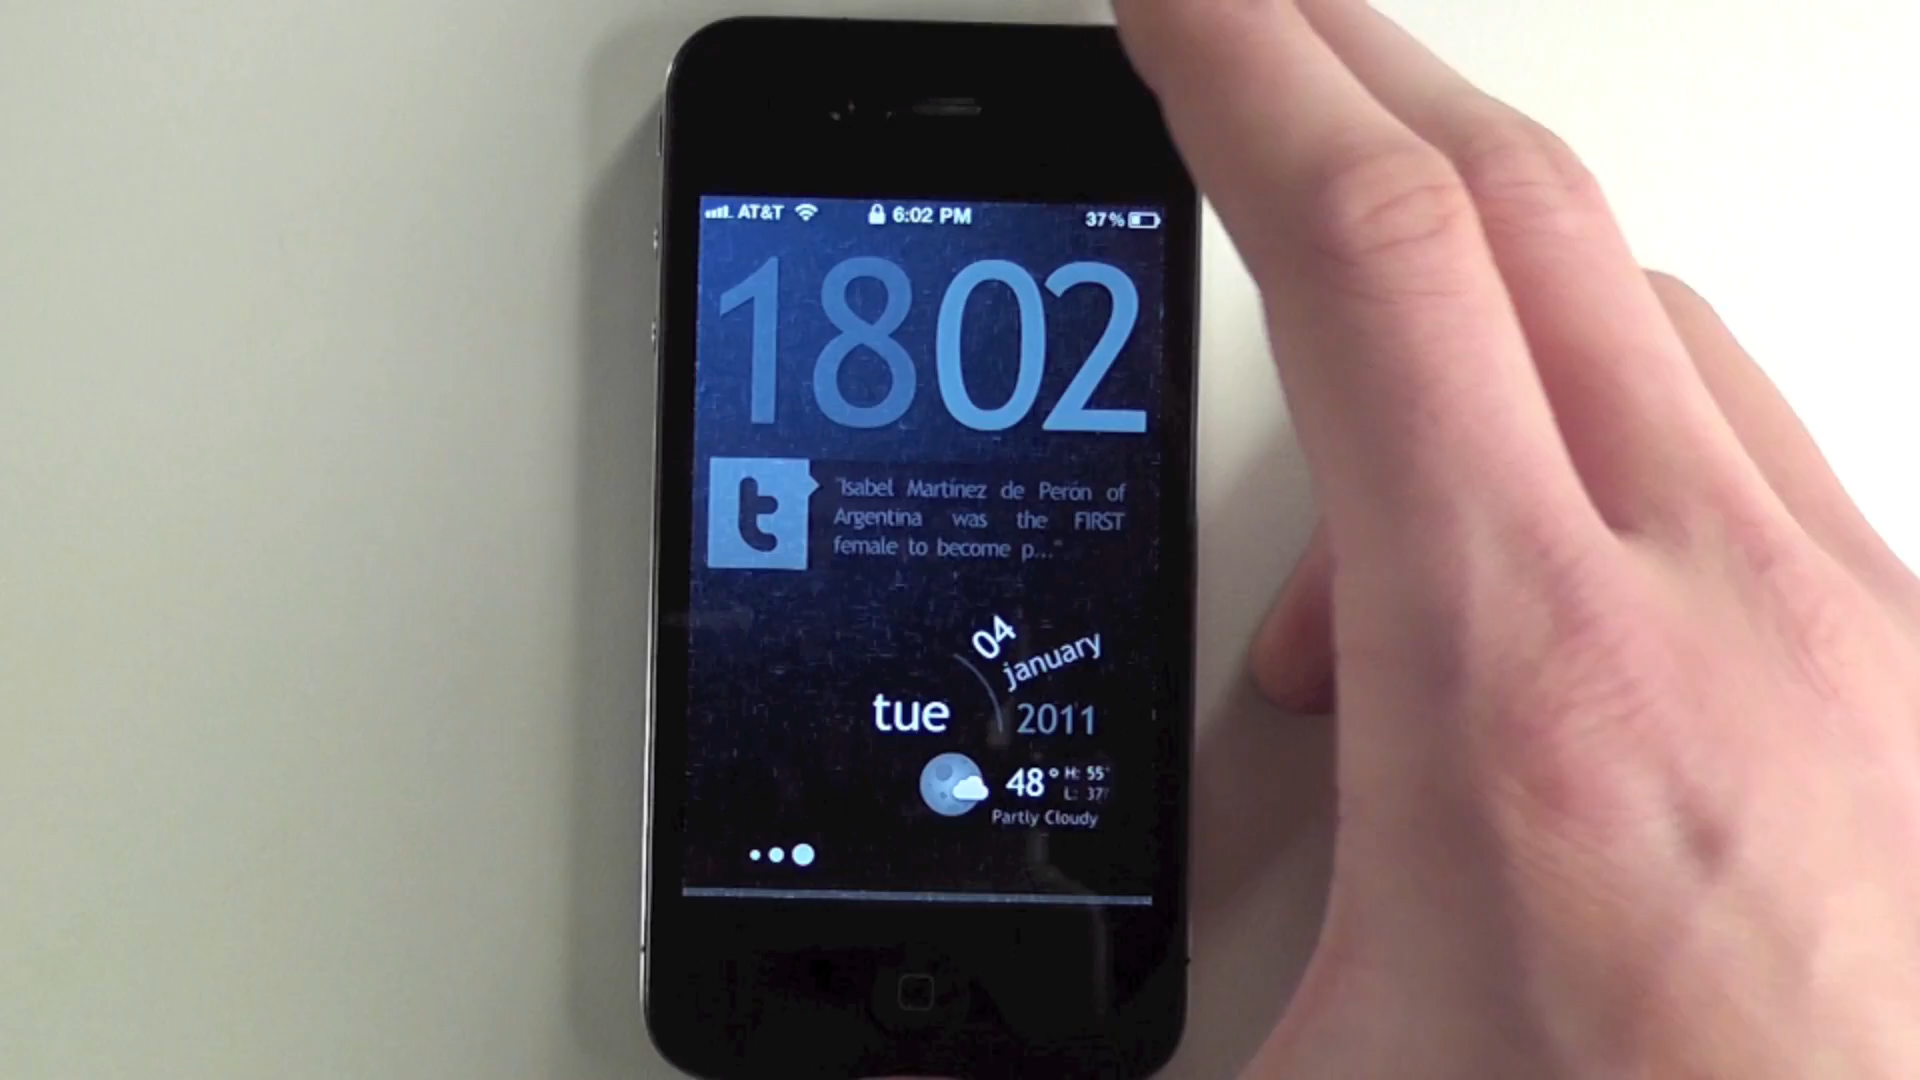 AT&T 6:02 PM 37%
1802
t
"Isabel Martínez de Perón of
Argentina was the FIRST
female to become p..."
04
january
tue 2011
48° H: 55°
L: 37°
Partly Cloudy